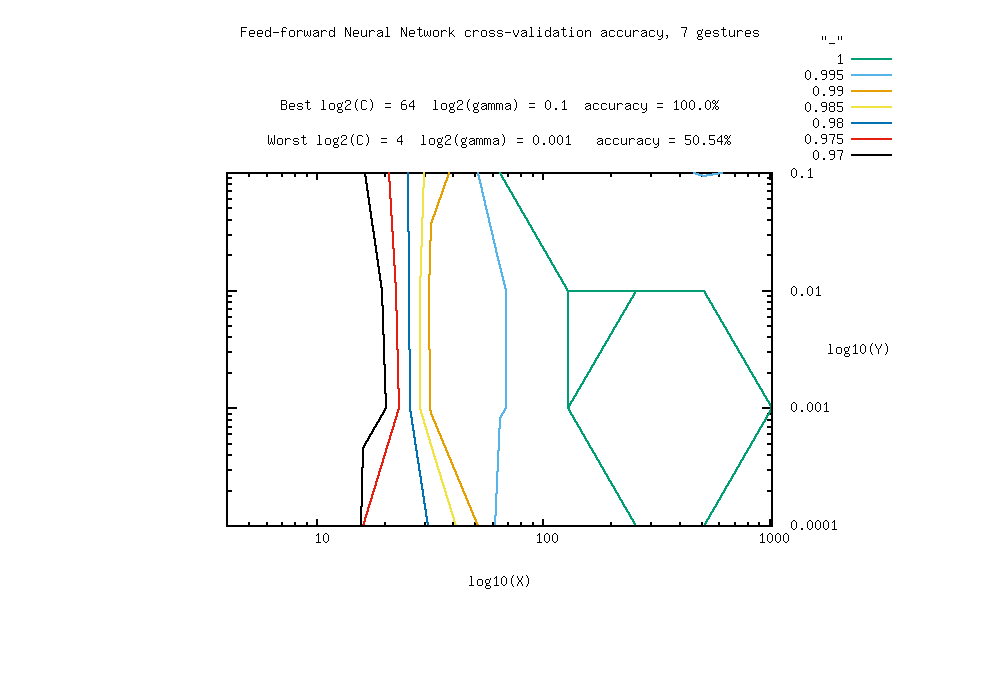 Feed-forward Neural Network cross-validation accuracy, 7 gestures
"_"
1
0.995
0.99
0.985
0.98
0.975
0.97
Best log2(C) = 64  log2(gamma) = 0.1  accuracy = 100.0%
Worst log2(C) = 4  log2(gamma) = 0.001   accuracy = 50.54%
0.1
0.01
log10(Y)
0.001
0.0001
10 100 1000
log10(X)